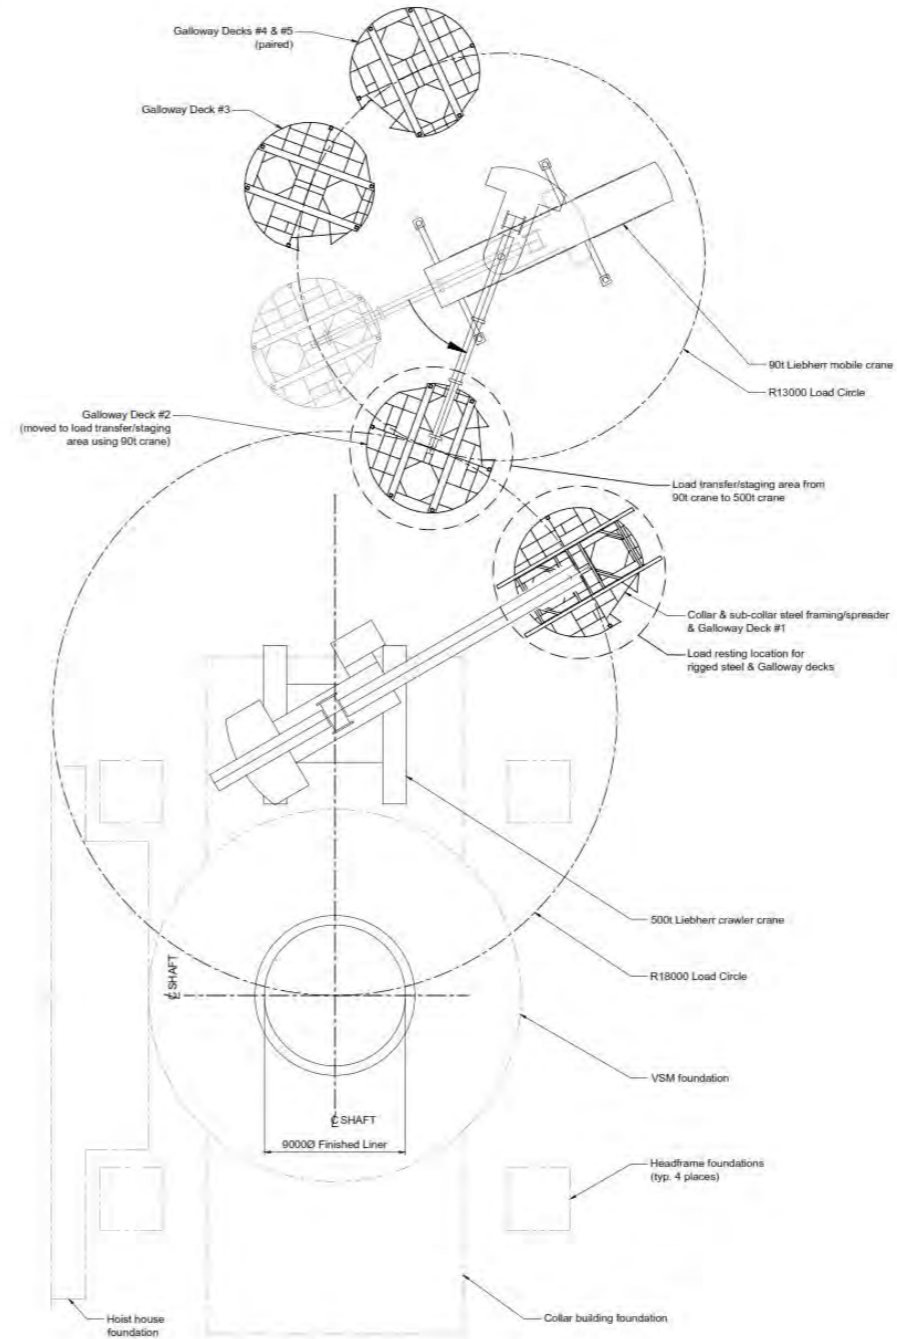 Galloway Decks #4 & #5
(paired)
Galloway Deck #3
90t Liebherr mobile crane
R13000 Load Circle
Galloway Deck #2
(moved to load transfer/staging
area using 90t crane)
Load transfer/staging area from
90t crane to 500t crane
Collar & sub-collar steel framing/spreader
& Galloway Deck #1
Load resting location for
rigged steel & Galloway decks
500t Liebherr crawler crane
R18000 Load Circle
℄ SHAFT
VSM foundation
℄ SHAFT
9000Ø Finished Liner
Headframe foundations
(typ. 4 places)
Hoist house
foundation
Collar building foundation